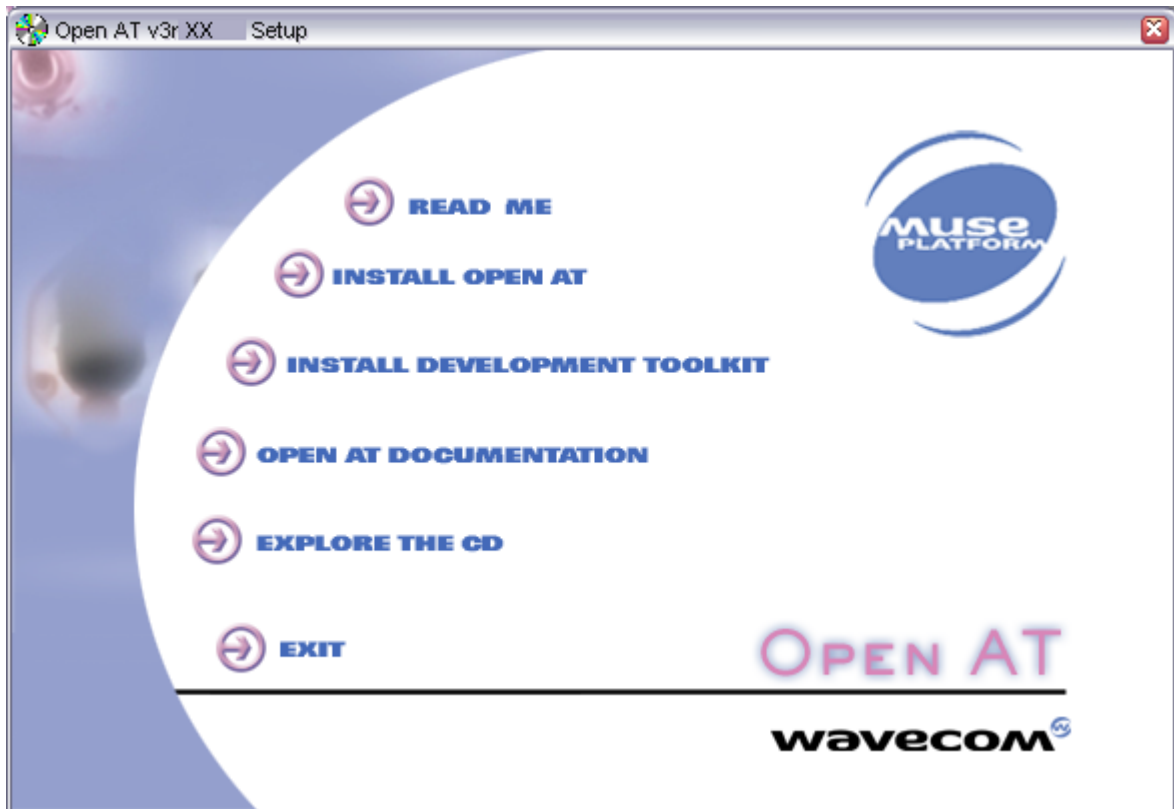 Open AT v3r XX Setup
READ ME
MUSE
PLATFORM
INSTALL OPEN AT
INSTALL DEVELOPMENT TOOLKIT
OPEN AT DOCUMENTATION
EXPLORE THE CD
EXIT
OPEN AT
wavecom